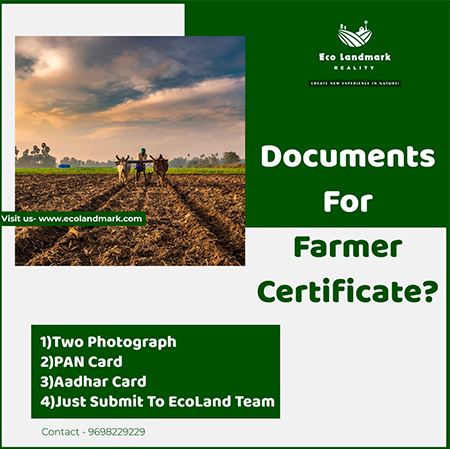 Eco Landmark
REALITY
CREATE NEW EXPERIENCE IN NATURE!
Documents
For
Farmer
Certificate?
Visit us- www.ecolandmark.com
1)Two Photograph
2)PAN Card
3)Aadhar Card
4)Just Submit To EcoLand Team
Contact - 9698229229